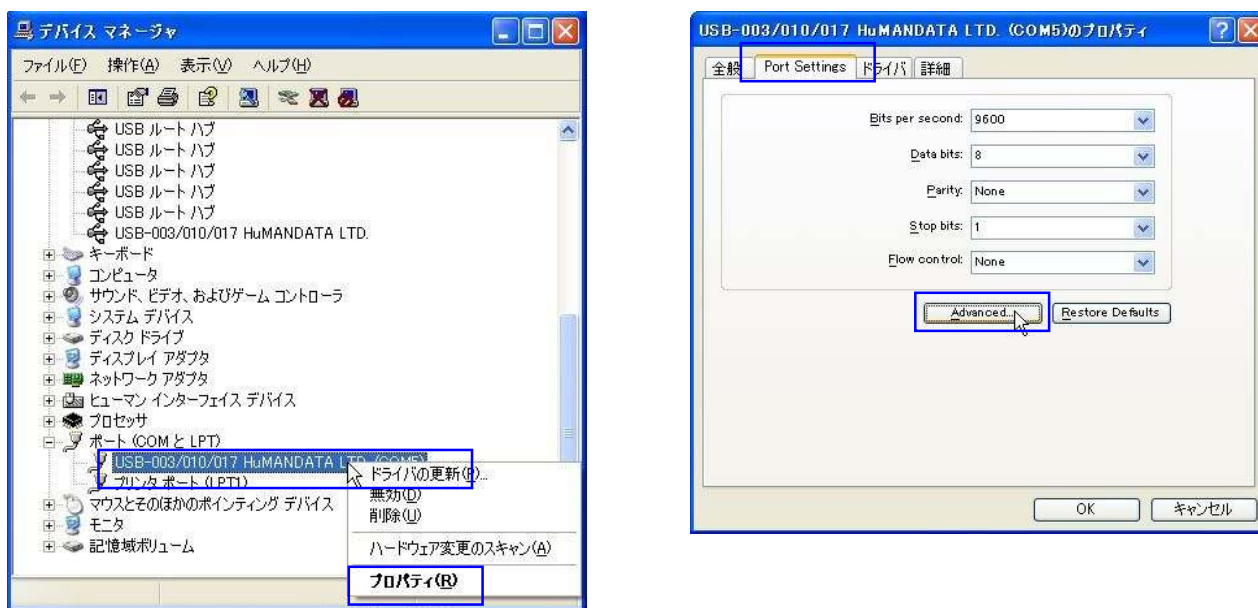 デバイス マネージャ
ファイル(F) 操作(A) 表示(V) ヘルプ(H)
USB ルート ハブ
USB ルート ハブ
USB ルート ハブ
USB ルート ハブ
USB ルート ハブ
USB-003/010/017 HuMANDATA LTD.
キーボード
コンピュータ
サウンド、ビデオ、およびゲーム コントローラ
システム デバイス
ディスク ドライブ
ディスプレイ アダプタ
ネットワーク アダプタ
ヒューマン インターフェイス デバイス
プロセッサ
ポート (COM と LPT)
USB-003/010/017 HuMANDATA LTD. (COM5)
プリンタ ポート (LPT1)
マウスとそのほかのポインティング デバイス
モニタ
記憶域ボリューム
ドライバの更新(P)...
無効(D)
削除(U)
ハードウェア変更のスキャン(A)
プロパティ(R)
USB-003/010/017 HuMANDATA LTD. (COM5)のプロパティ
全般 Port Settings ドライバ 詳細
Bits per second: 9600
Data bits: 8
Parity: None
Stop bits: 1
Flow control: None
Advanced... Restore Defaults
OK キャンセル